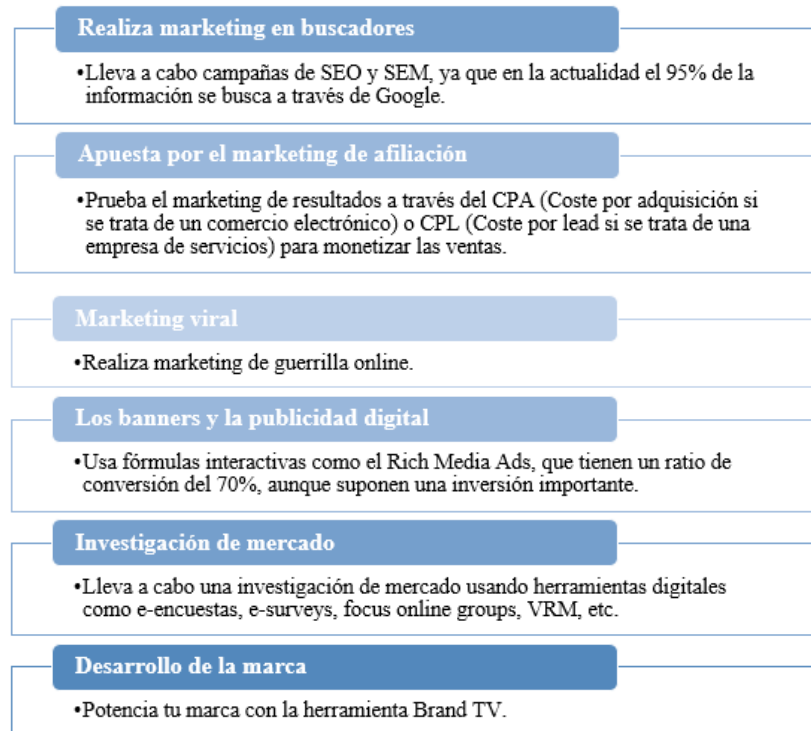 Realiza marketing en buscadores
•Lleva a cabo campañas de SEO y SEM, ya que en la actualidad el 95% de la
información se busca a través de Google.
Apuesta por el marketing de afiliación
•Prueba el marketing de resultados a través del CPA (Coste por adquisición si
se trata de un comercio electrónico) o CPL (Coste por lead si se trata de una
empresa de servicios) para monetizar las ventas.
Marketing viral
•Realiza marketing de guerrilla online.
Los banners y la publicidad digital
•Usa fórmulas interactivas como el Rich Media Ads, que tienen un ratio de
conversión del 70%, aunque suponen una inversión importante.
Investigación de mercado
•Lleva a cabo una investigación de mercado usando herramientas digitales
como e-encuestas, e-surveys, focus online groups, VRM, etc.
Desarrollo de la marca
•Potencia tu marca con la herramienta Brand TV.